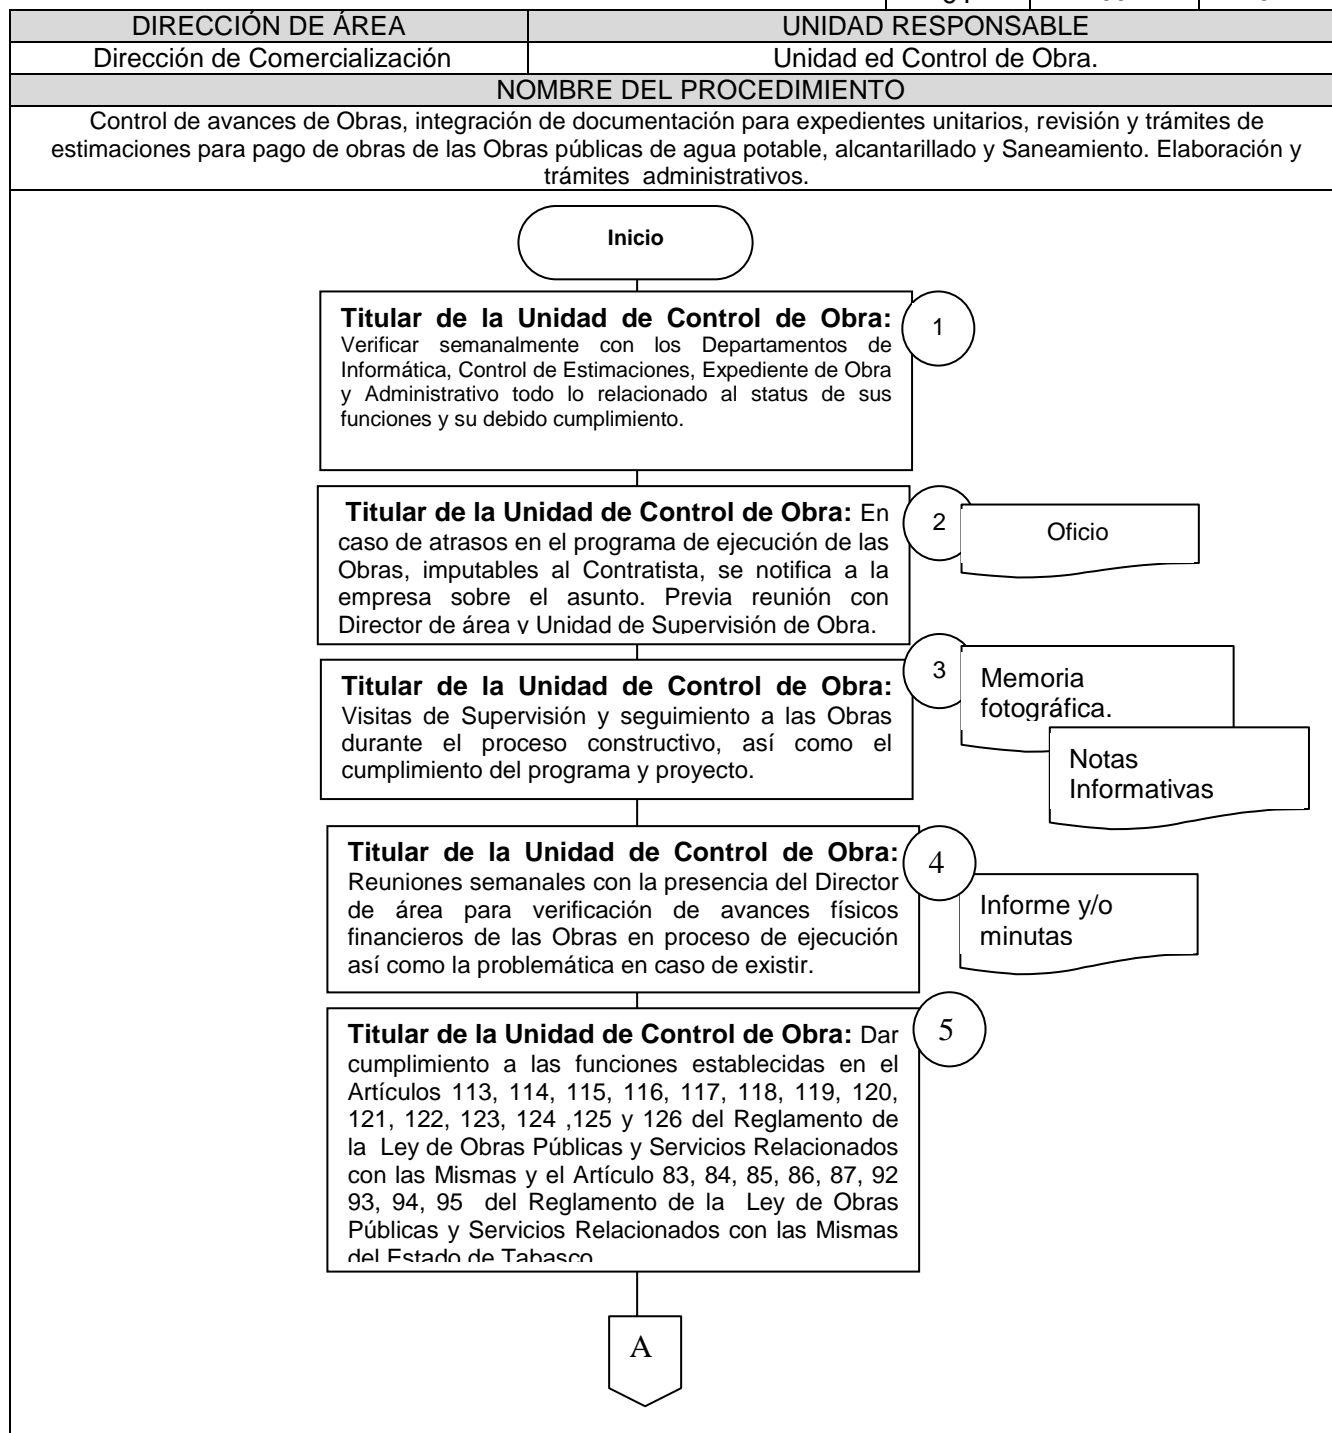 DIRECCIÓN DE ÁREA
UNIDAD RESPONSABLE
Dirección de Comercialización
Unidad ed Control de Obra.
NOMBRE DEL PROCEDIMIENTO
Control de avances de Obras, integración de documentación para expedientes unitarios, revisión y trámites de
estimaciones para pago de obras de las Obras públicas de agua potable, alcantarillado y Saneamiento. Elaboración y
trámites administrativos.
Inicio
Titular de la Unidad de Control de Obra:
Verificar semanalmente con los Departamentos de
Informática, Control de Estimaciones, Expediente de Obra
y Administrativo todo lo relacionado al status de sus
funciones y su debido cumplimiento.
1
Titular de la Unidad de Control de Obra: En
caso de atrasos en el programa de ejecución de las
Obras, imputables al Contratista, se notifica a la
empresa sobre el asunto. Previa reunión con
Director de área y Unidad de Supervisión de Obra.
2
Oficio
Titular de la Unidad de Control de Obra:
Visitas de Supervisión y seguimiento a las Obras
durante el proceso constructivo, así como el
cumplimiento del programa y proyecto.
3
Memoria
fotográfica.
Notas
Informativas
Titular de la Unidad de Control de Obra:
Reuniones semanales con la presencia del Director
de área para verificación de avances físicos
financieros de las Obras en proceso de ejecución
así como la problemática en caso de existir.
4
Informe y/o
minutas
Titular de la Unidad de Control de Obra: Dar
cumplimiento a las funciones establecidas en el
Artículos 113, 114, 115, 116, 117, 118, 119, 120,
121, 122, 123, 124 ,125 y 126 del Reglamento de
la Ley de Obras Públicas y Servicios Relacionados
con las Mismas y el Artículo 83, 84, 85, 86, 87, 92
93, 94, 95 del Reglamento de la Ley de Obras
Públicas y Servicios Relacionados con las Mismas
del Estado de Tabasco
5
A